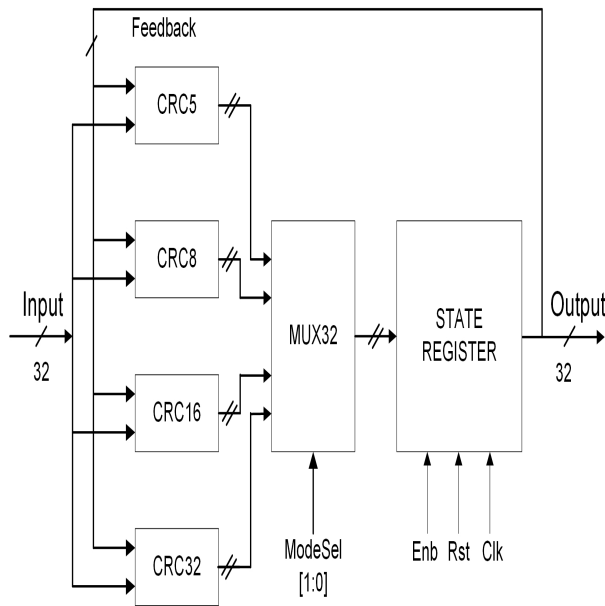 Feedback
CRC5
CRC8
Input
32
MUX32
STATE
REGISTER
Output
32
CRC16
CRC32
ModeSel
[1:0]
Enb Rst Clk